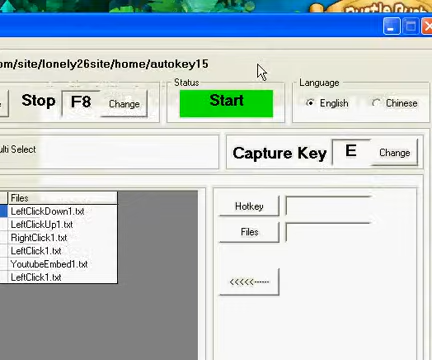 om/site/lonely26site/home/autokey15
Status
Language
Stop F8 Change
Start
English Chinese
ulti Select
Capture Key E Change
Files
LeftClickDown1.txt
LeftClickUp1.txt
RightClick1.txt
LeftClick1.txt
YoutubeEmbed1.txt
LeftClick1.txt
Hotkey
Files
<<<<<------